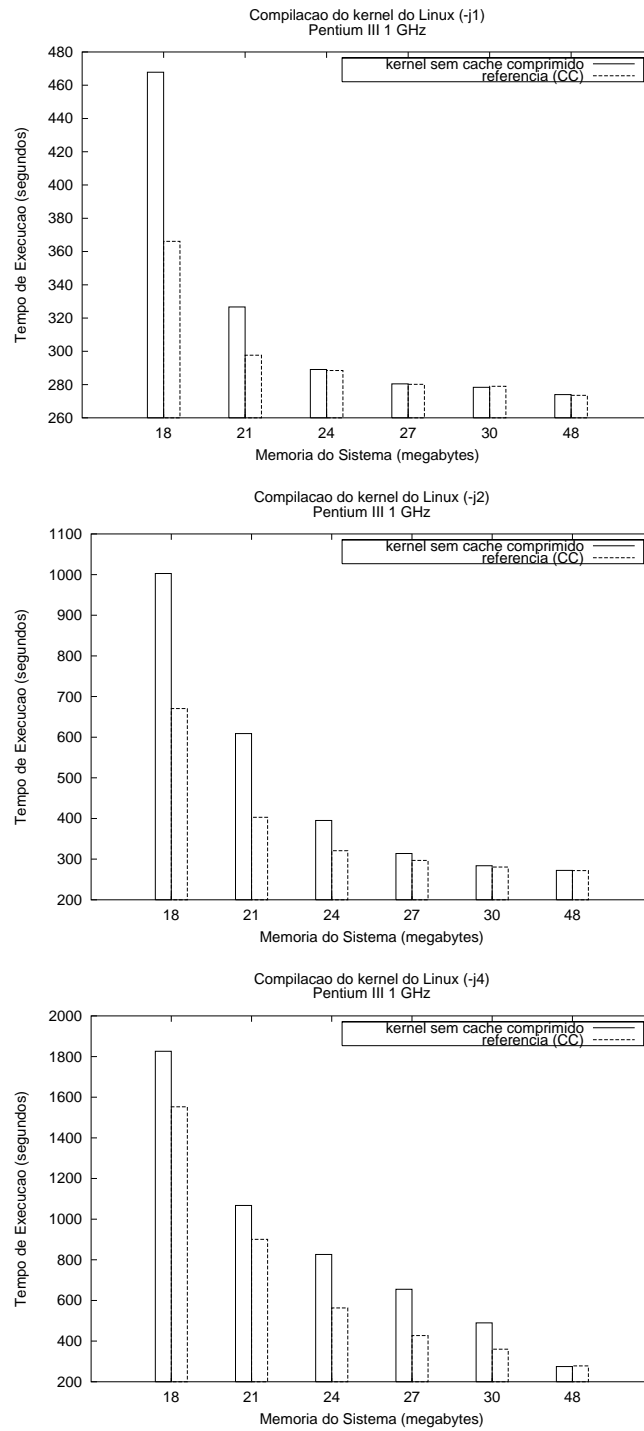 Compilacao do kernel do Linux (-j1)
Pentium III 1 GHz
kernel sem cache comprimido
referencia (CC)
Tempo de Execucao (segundos)
480
460
440
420
400
380
360
340
320
300
280
260
18 21 24 27 30 48
Memoria do Sistema (megabytes)
Compilacao do kernel do Linux (-j2)
Pentium III 1 GHz
kernel sem cache comprimido
referencia (CC)
Tempo de Execucao (segundos)
1100
1000
900
800
700
600
500
400
300
200
18 21 24 27 30 48
Memoria do Sistema (megabytes)
Compilacao do kernel do Linux (-j4)
Pentium III 1 GHz
kernel sem cache comprimido
referencia (CC)
Tempo de Execucao (segundos)
2000
1800
1600
1400
1200
1000
800
600
400
200
18 21 24 27 30 48
Memoria do Sistema (megabytes)